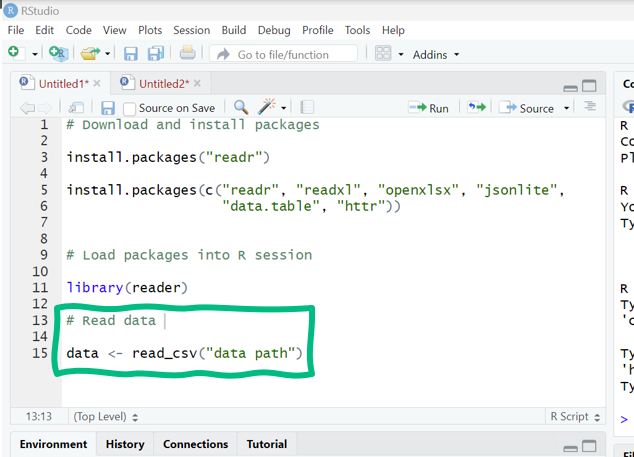 RStudio
File Edit Code View Plots Session Build Debug Profile Tools Help
Go to file/function Addins
Untitled1* Untitled2*
Source on Save Run Source
1 # Download and install packages
2
3 install.packages("readr")
4
5 install.packages(c("readr", "readxl", "openxlsx", "jsonlite",
6 "data.table", "httr"))
7
8
9 # Load packages into R session
10
11 library(reader)
12
13 # Read data
14
15 data <- read_csv("data path")
13:13 (Top Level) R Script
Environment History Connections Tutorial
Co
R
Co
Pl
R
Yo
Ty
R
Ty
'c
Ty
'h
Ty
>
Fil